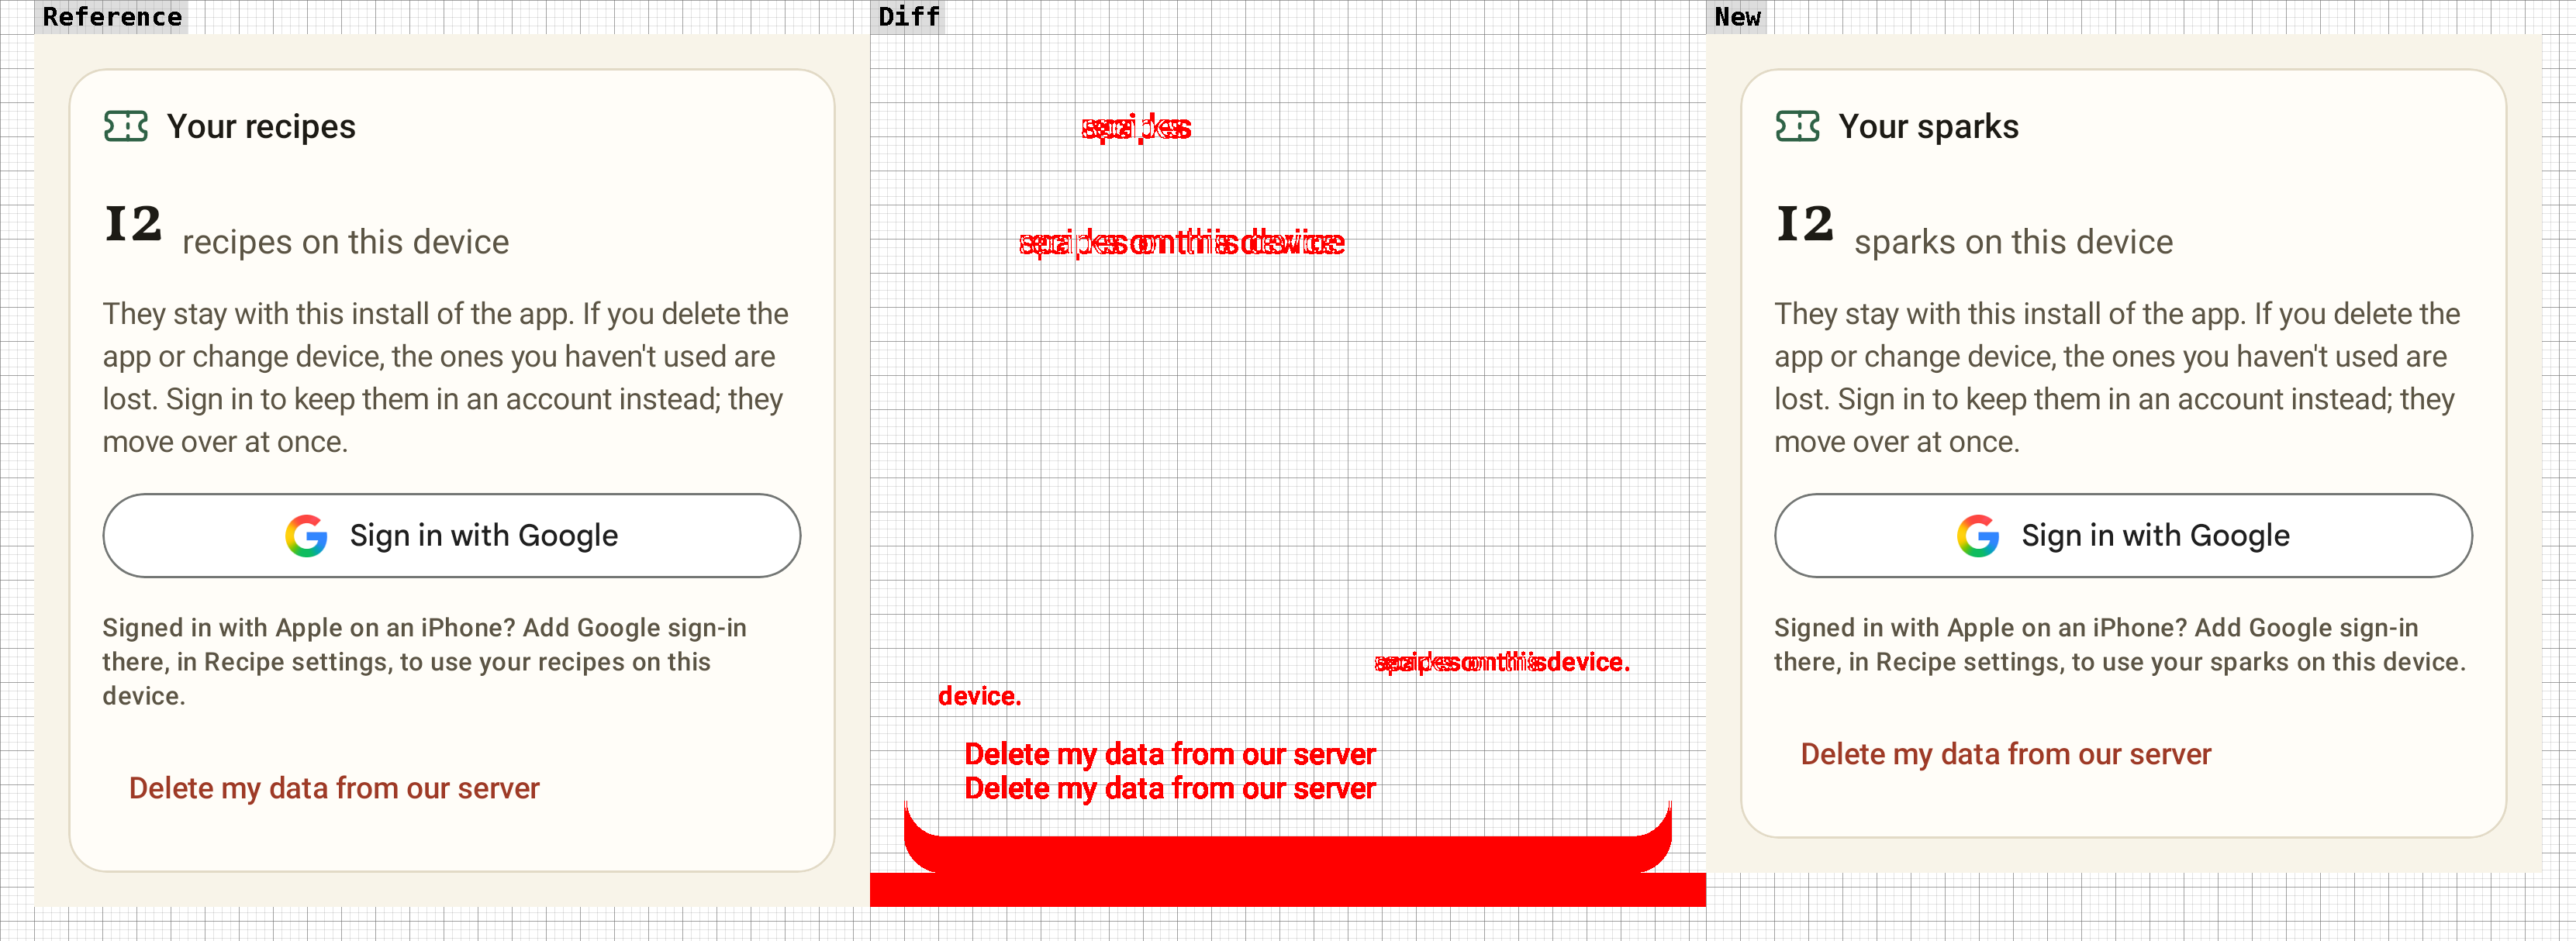 Reference
Your recipes
12 recipes on this device
They stay with this install of the app. If you delete the
app or change device, the ones you haven't used are
lost. Sign in to keep them in an account instead; they
move over at once.
Sign in with Google
Signed in with Apple on an iPhone? Add Google sign-in
there, in Recipe settings, to use your recipes on this
device.
Delete my data from our server
Diff
device.
device.
Delete my data from our server
Delete my data from our server
New
Your sparks
12 sparks on this device
They stay with this install of the app. If you delete the
app or change device, the ones you haven't used are
lost. Sign in to keep them in an account instead; they
move over at once.
Sign in with Google
Signed in with Apple on an iPhone? Add Google sign-in
there, in Recipe settings, to use your sparks on this device.
Delete my data from our server